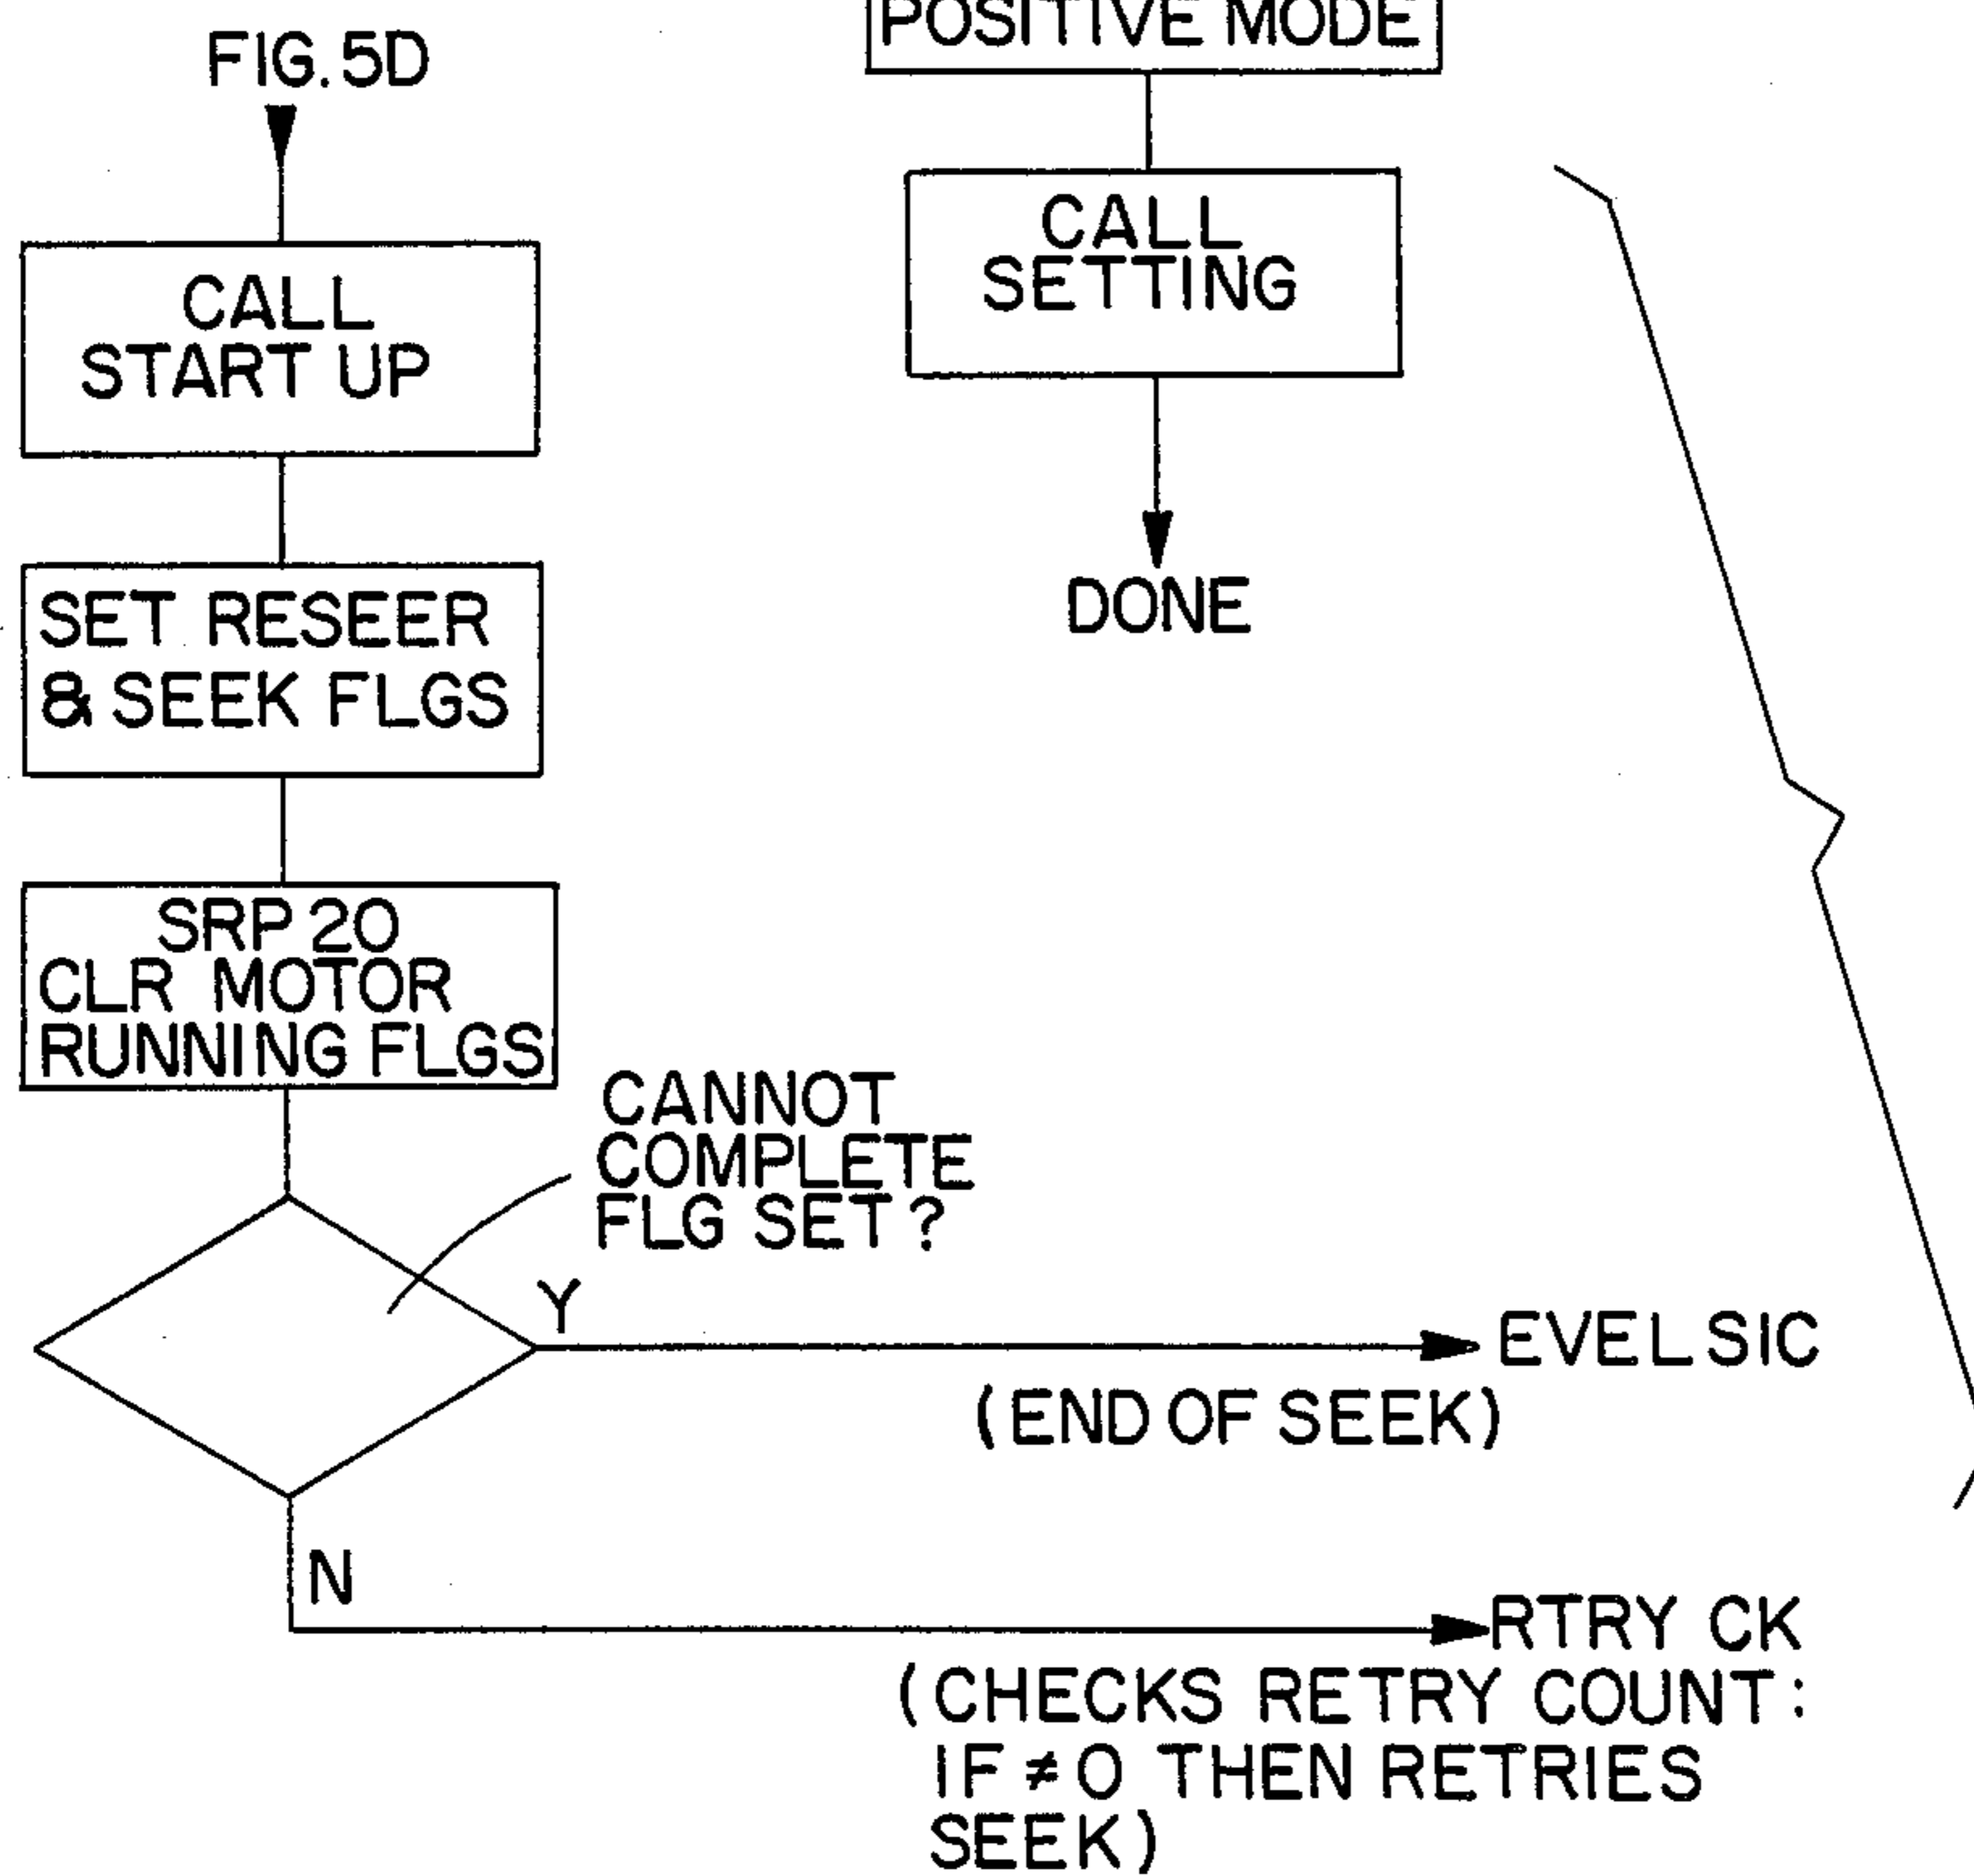 FIG. 5D
CALL
START UP
SET RESEER
& SEEK FLGS
SRP 20
CLR MOTOR
RUNNING FLGS
CANNOT
COMPLETE
FLG SET?
Y
EVELSIC
(END OF SEEK)
N
RTRY CK
(CHECKS RETRY COUNT:
IF ≠ 0 THEN RETRIES
SEEK)
POSITIVE MODE
CALL
SETTING
DONE